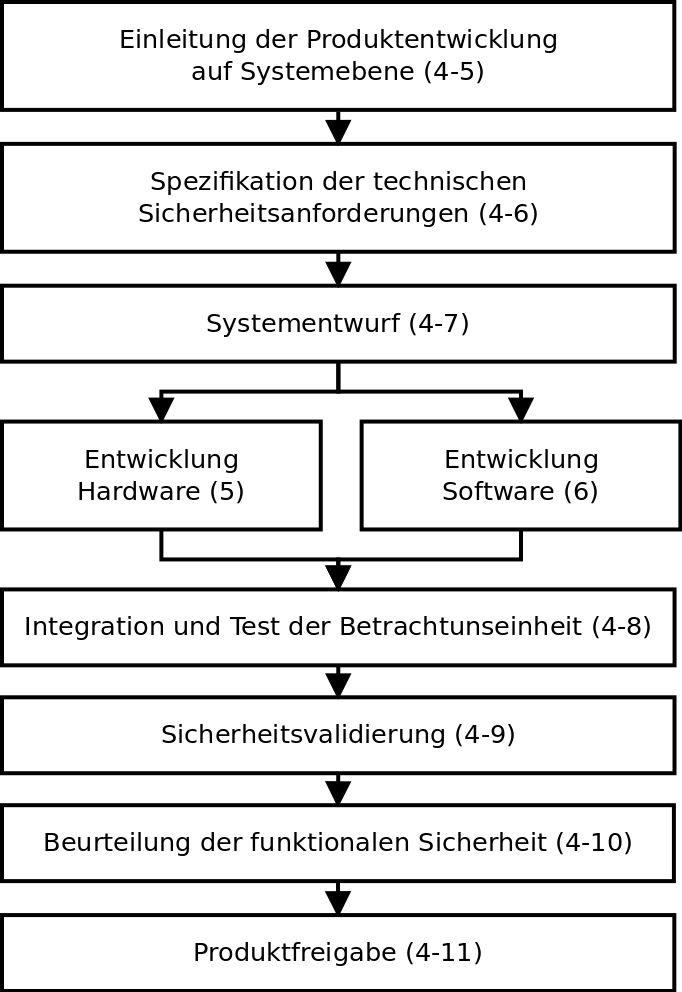 Einleitung der Produktentwicklung
auf Systemebene (4-5)
Spezifikation der technischen
Sicherheitsanforderungen (4-6)
Systementwurf (4-7)
Entwicklung
Hardware (5)
Entwicklung
Software (6)
Integration und Test der Betrachtunseinheit (4-8)
Sicherheitsvalidierung (4-9)
Beurteilung der funktionalen Sicherheit (4-10)
Produktfreigabe (4-11)